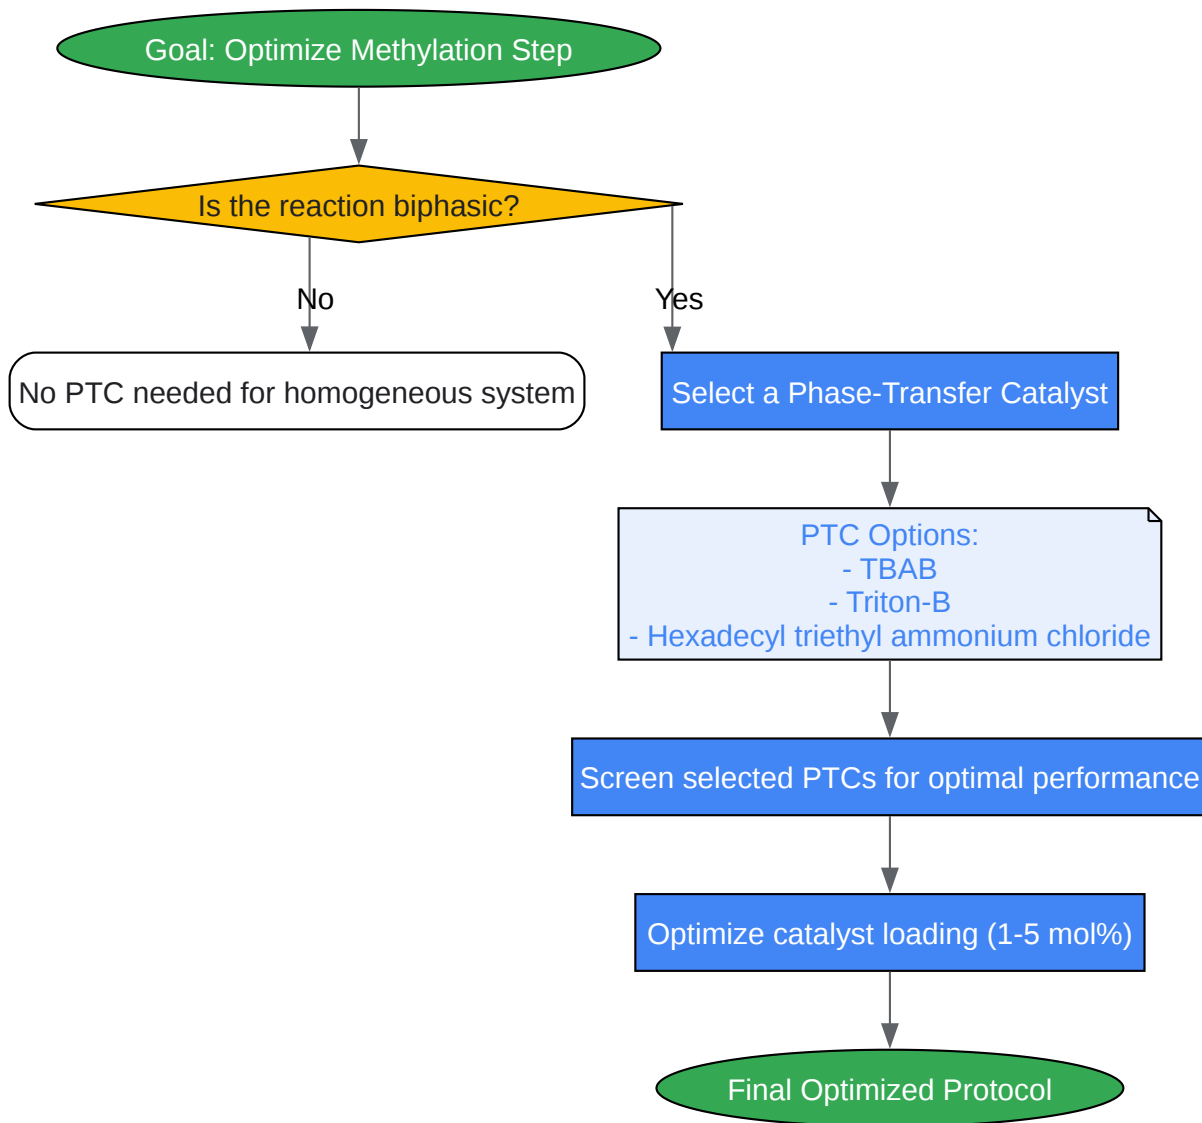 Goal: Optimize Methylation Step
Is the reaction biphasic?
No
Yes
No PTC needed for homogeneous system
Select a Phase-Transfer Catalyst
PTC Options:
- TBAB
- Triton-B
- Hexadecyl triethyl ammonium chloride
Screen selected PTCs for optimal performance
Optimize catalyst loading (1-5 mol%)
Final Optimized Protocol